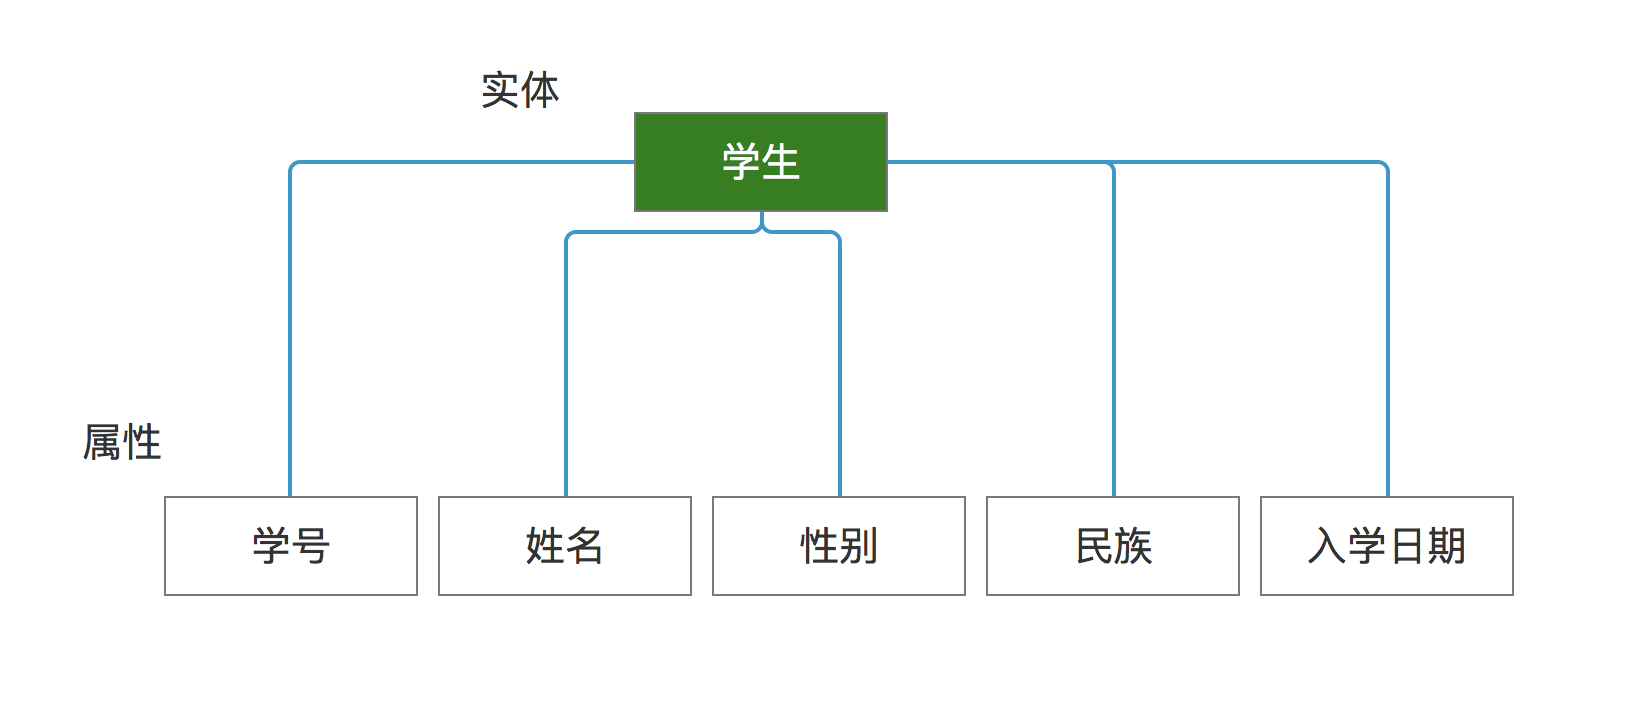 实体
学生
属性
学号
姓名
性别
民族
入学日期